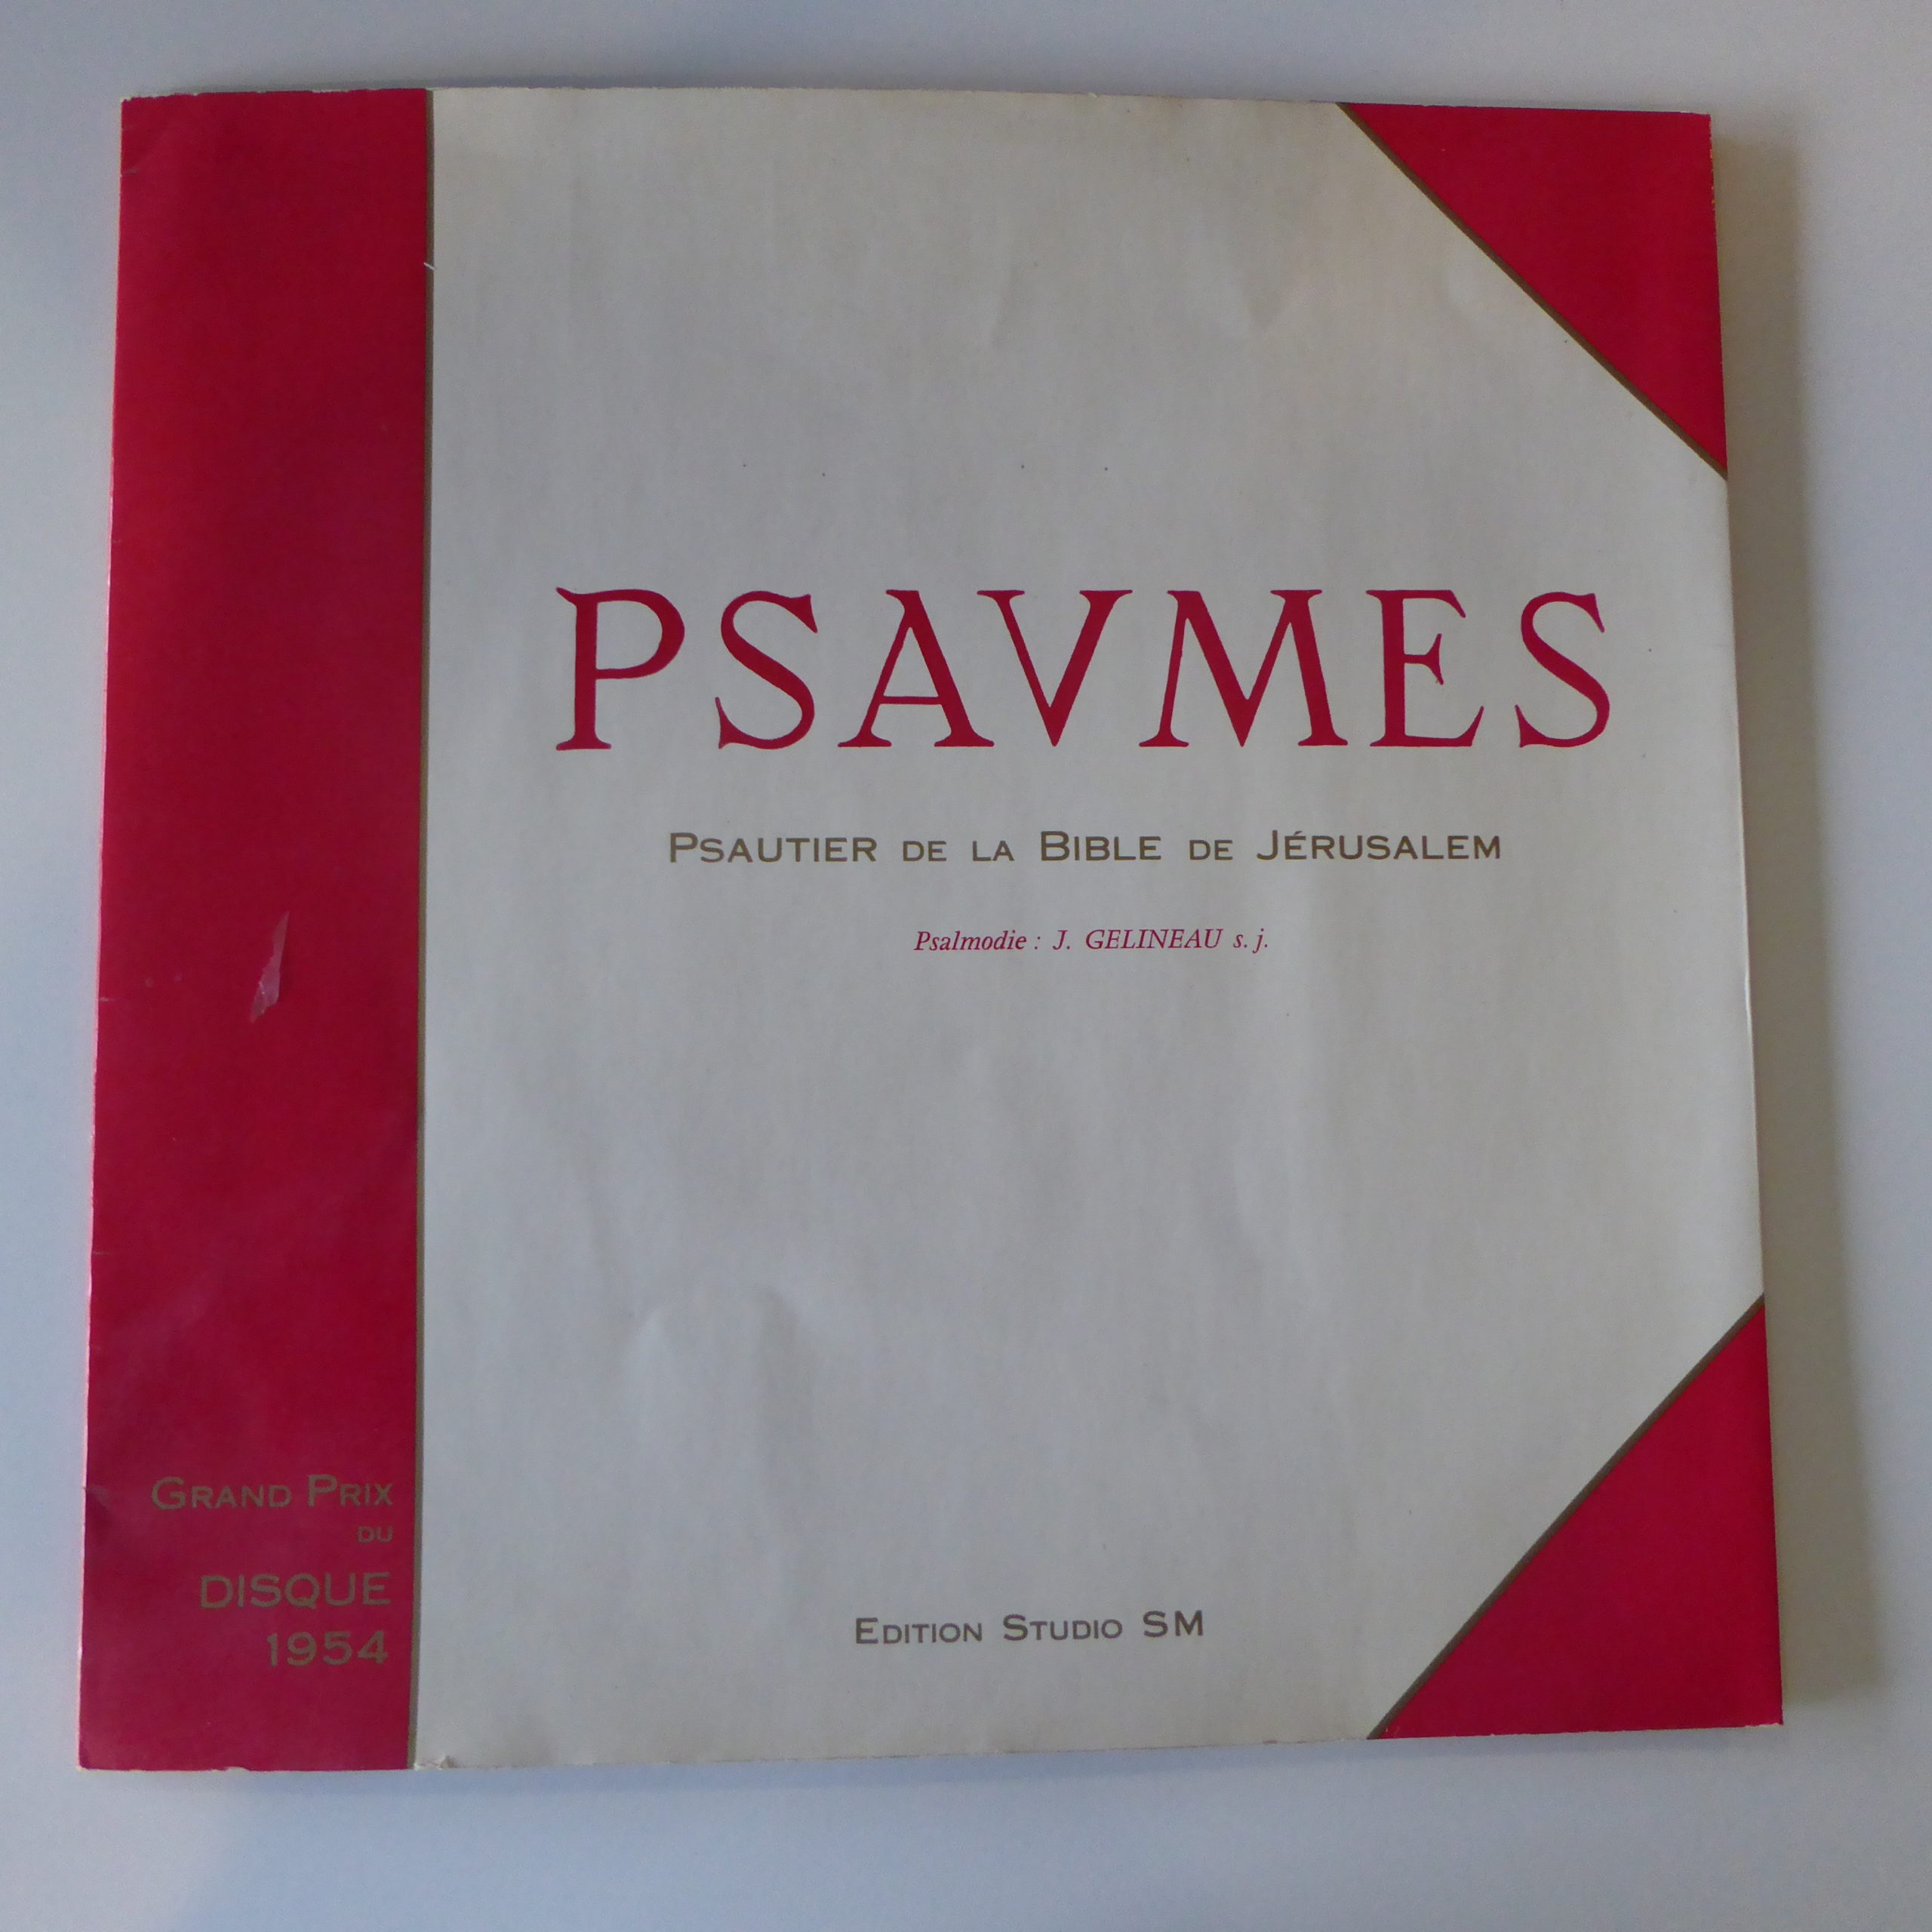 PSAVMES
PSAUTIER DE LA BIBLE DE JÉRUSALEM
Psalmodie : J. GELINEAU s. j.
GRAND PRIX
DU
DISQUE
1954
EDITION STUDIO SM